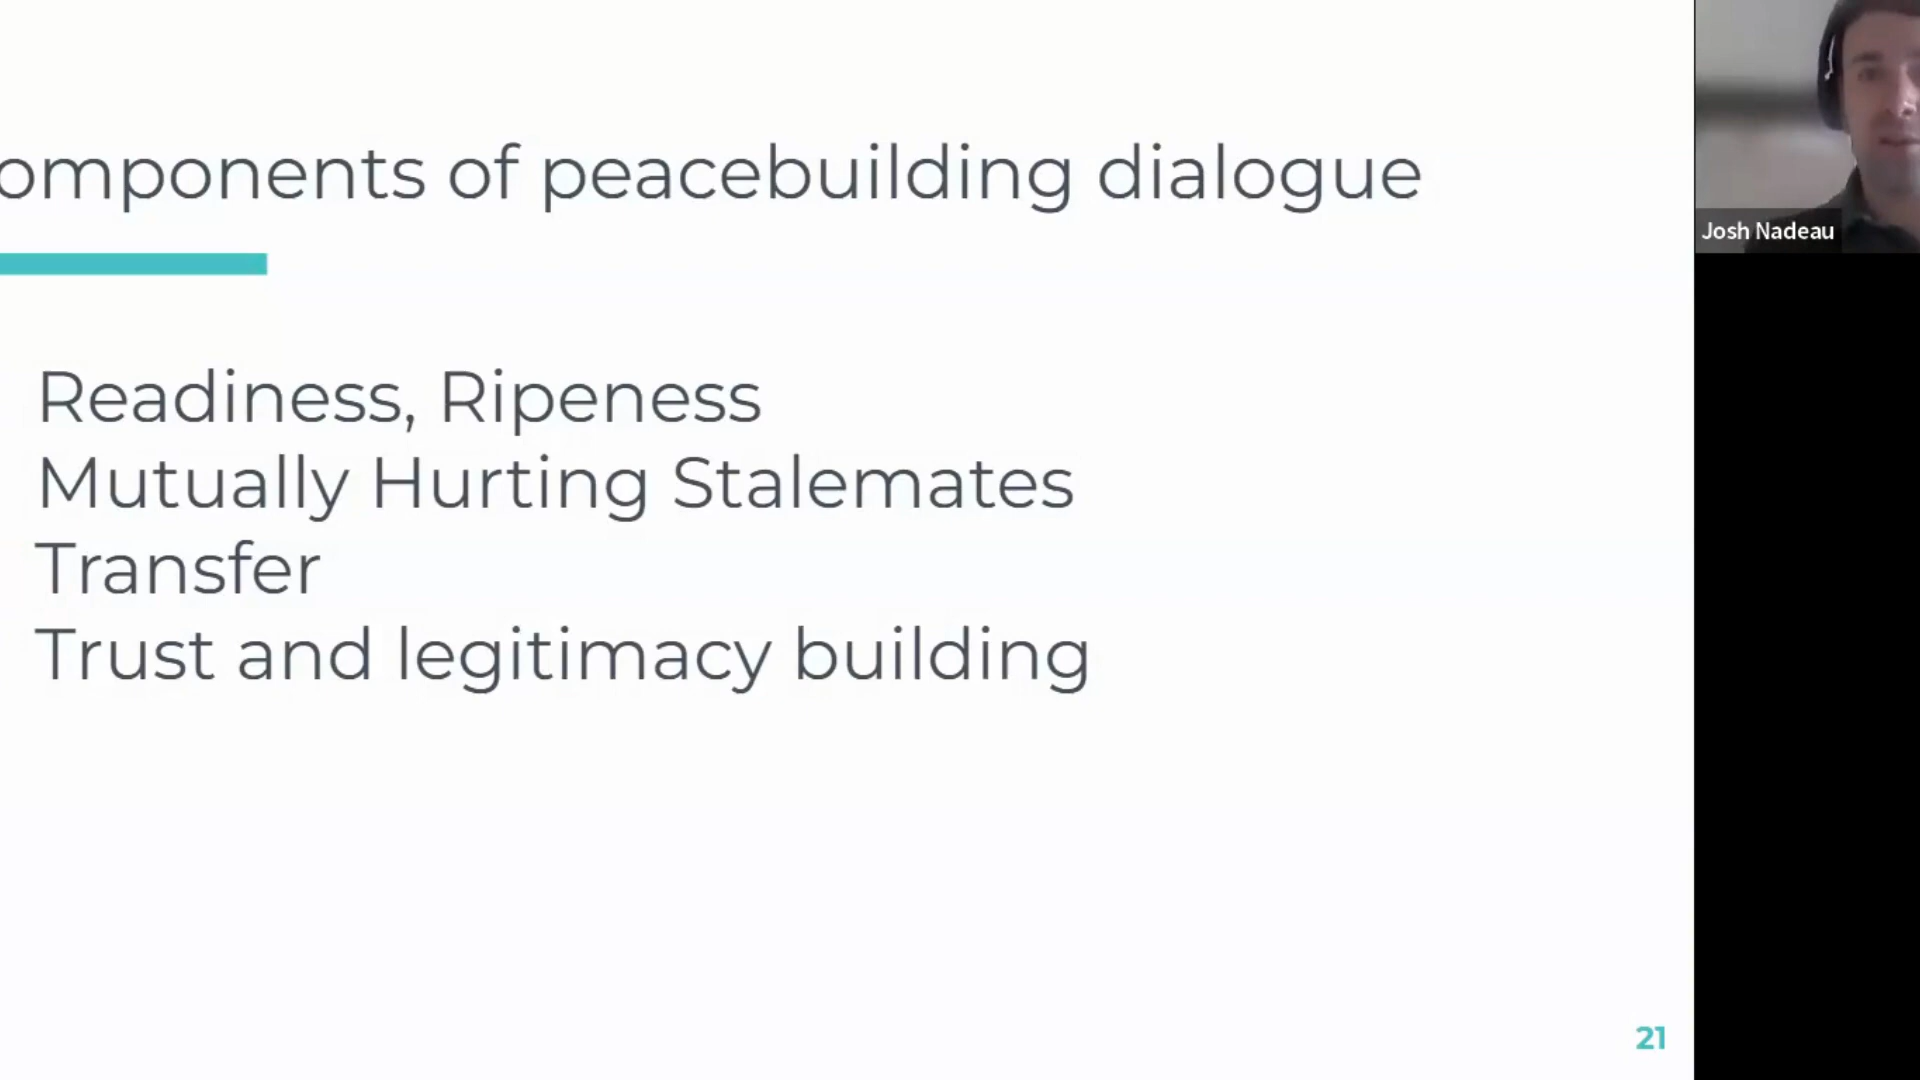 omponents of peacebuilding dialogue
Readiness, Ripeness
Mutually Hurting Stalemates
Transfer
Trust and legitimacy building
21
Josh Nadeau